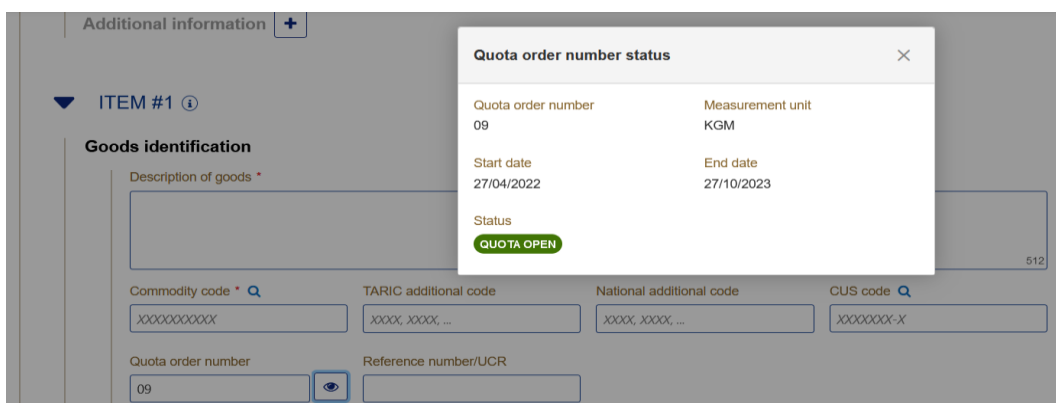 Additional information +
Quota order number status
ITEM #1
Quota order number Measurement unit
09 KGM
Goods identification
Start date End date
27/04/2022 27/10/2023
Description of goods *
Status
QUOTA OPEN
512
Commodity code * TARIC additional code National additional code CUS code
XXXXXXXXXX XXXX, XXXX, ... XXXX, XXXX, ... XXXXXXX-X
Quota order number Reference number/UCR
09